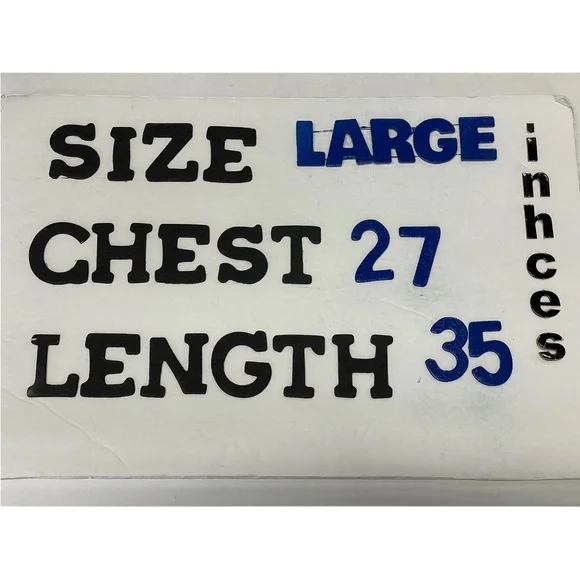 SIZE LARGE
CHEST 27
LENGTH 35
inhces